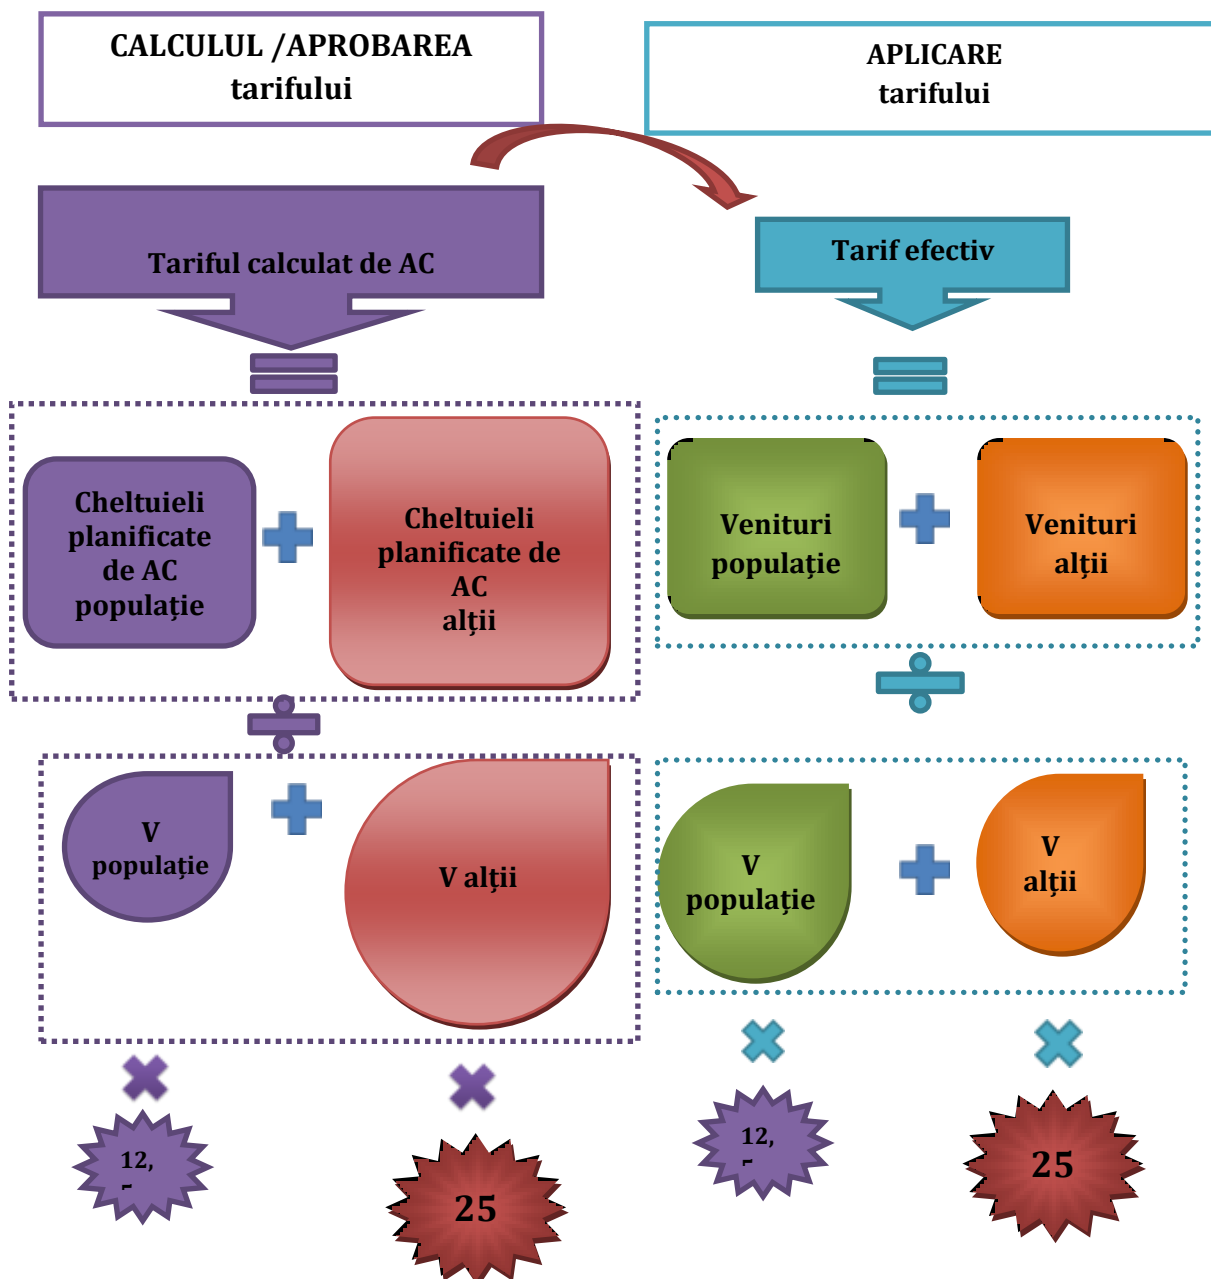 CALCULUL /APROBAREA
tarifului
APLICARE
tarifului
Tariful calculat de AC
Tarif efectiv
Cheltuieli
planificate
de AC
populație
Cheltuieli
planificate de
AC
alții
Venituri
populație
Venituri
alții
V
populație
V alții
V
populație
V
alții
12,
25
12,
25